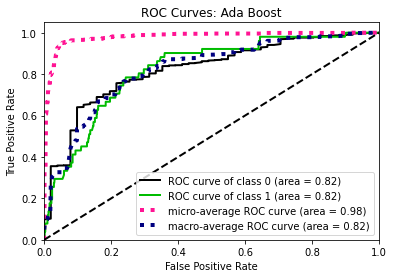 ROC Curves: Ada Boost
True Positive Rate
1.0
0.8
0.6
0.4
0.2
0.0
ROC curve of class 0 (area = 0.82)
ROC curve of class 1 (area = 0.82)
micro-average ROC curve (area = 0.98)
macro-average ROC curve (area = 0.82)
0.0 0.2 0.4 0.6 0.8 1.0
False Positive Rate